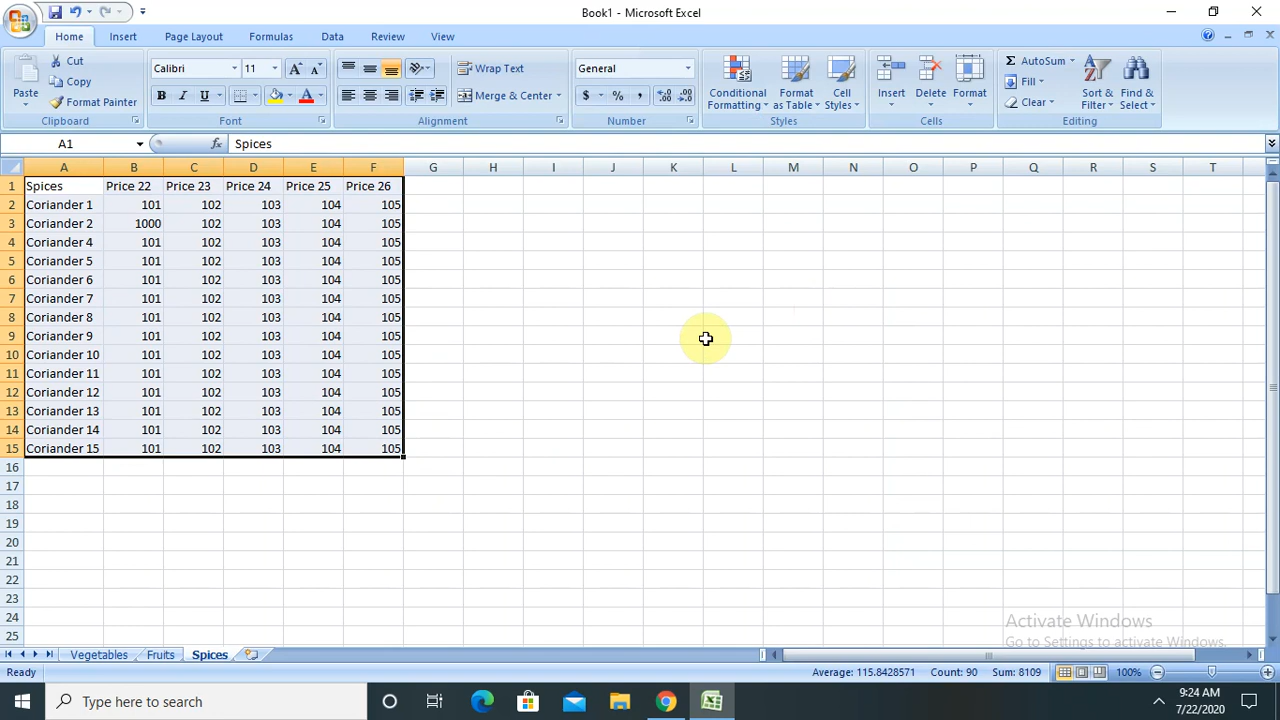 Book1 - Microsoft Excel
Home Insert Page Layout Formulas Data Review View
Paste Cut Copy Format Painter Clipboard
Calibri 11 A A B I U A Font
Wrap Text Merge & Center Alignment
General $ % , .0 .00 .00 .0 Number
Conditional Formatting Format as Table Cell Styles Styles
Insert Delete Format Cells
Σ AutoSum Fill Clear Sort & Filter Find & Select Editing
A1 fx Spices
A B C D E F G H I J K L M N O P Q R S T
1 Spices Price 22 Price 23 Price 24 Price 25 Price 26
2 Coriander 1 101 102 103 104 105
3 Coriander 2 1000 102 103 104 105
4 Coriander 4 101 102 103 104 105
5 Coriander 5 101 102 103 104 105
6 Coriander 6 101 102 103 104 105
7 Coriander 7 101 102 103 104 105
8 Coriander 8 101 102 103 104 105
9 Coriander 9 101 102 103 104 105
10 Coriander 10 101 102 103 104 105
11 Coriander 11 101 102 103 104 105
12 Coriander 12 101 102 103 104 105
13 Coriander 13 101 102 103 104 105
14 Coriander 14 101 102 103 104 105
15 Coriander 15 101 102 103 104 105
16
17
18
19
20
21
22
23
24
25
Activate Windows
Go to Settings to activate Windows.
Vegetables Fruits Spices
Ready Average: 115.8428571 Count: 90 Sum: 8109 100%
Type here to search
9:24 AM
7/22/2020